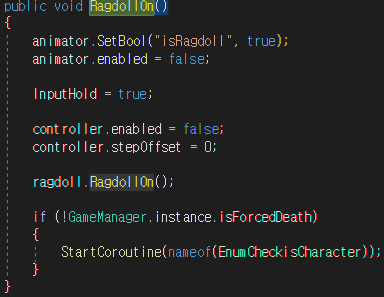 public void RagdollOn()
{
animator.SetBool("isRagdoll", true);
animator.enabled = false;
InputHold = true;
controller.enabled = false;
controller.stepOffset = 0;
ragdoll.RagdollOn();
if (!GameManager.instance.isForcedDeath)
{
StartCoroutine(nameof(EnumCheckisCharacter));
}
}